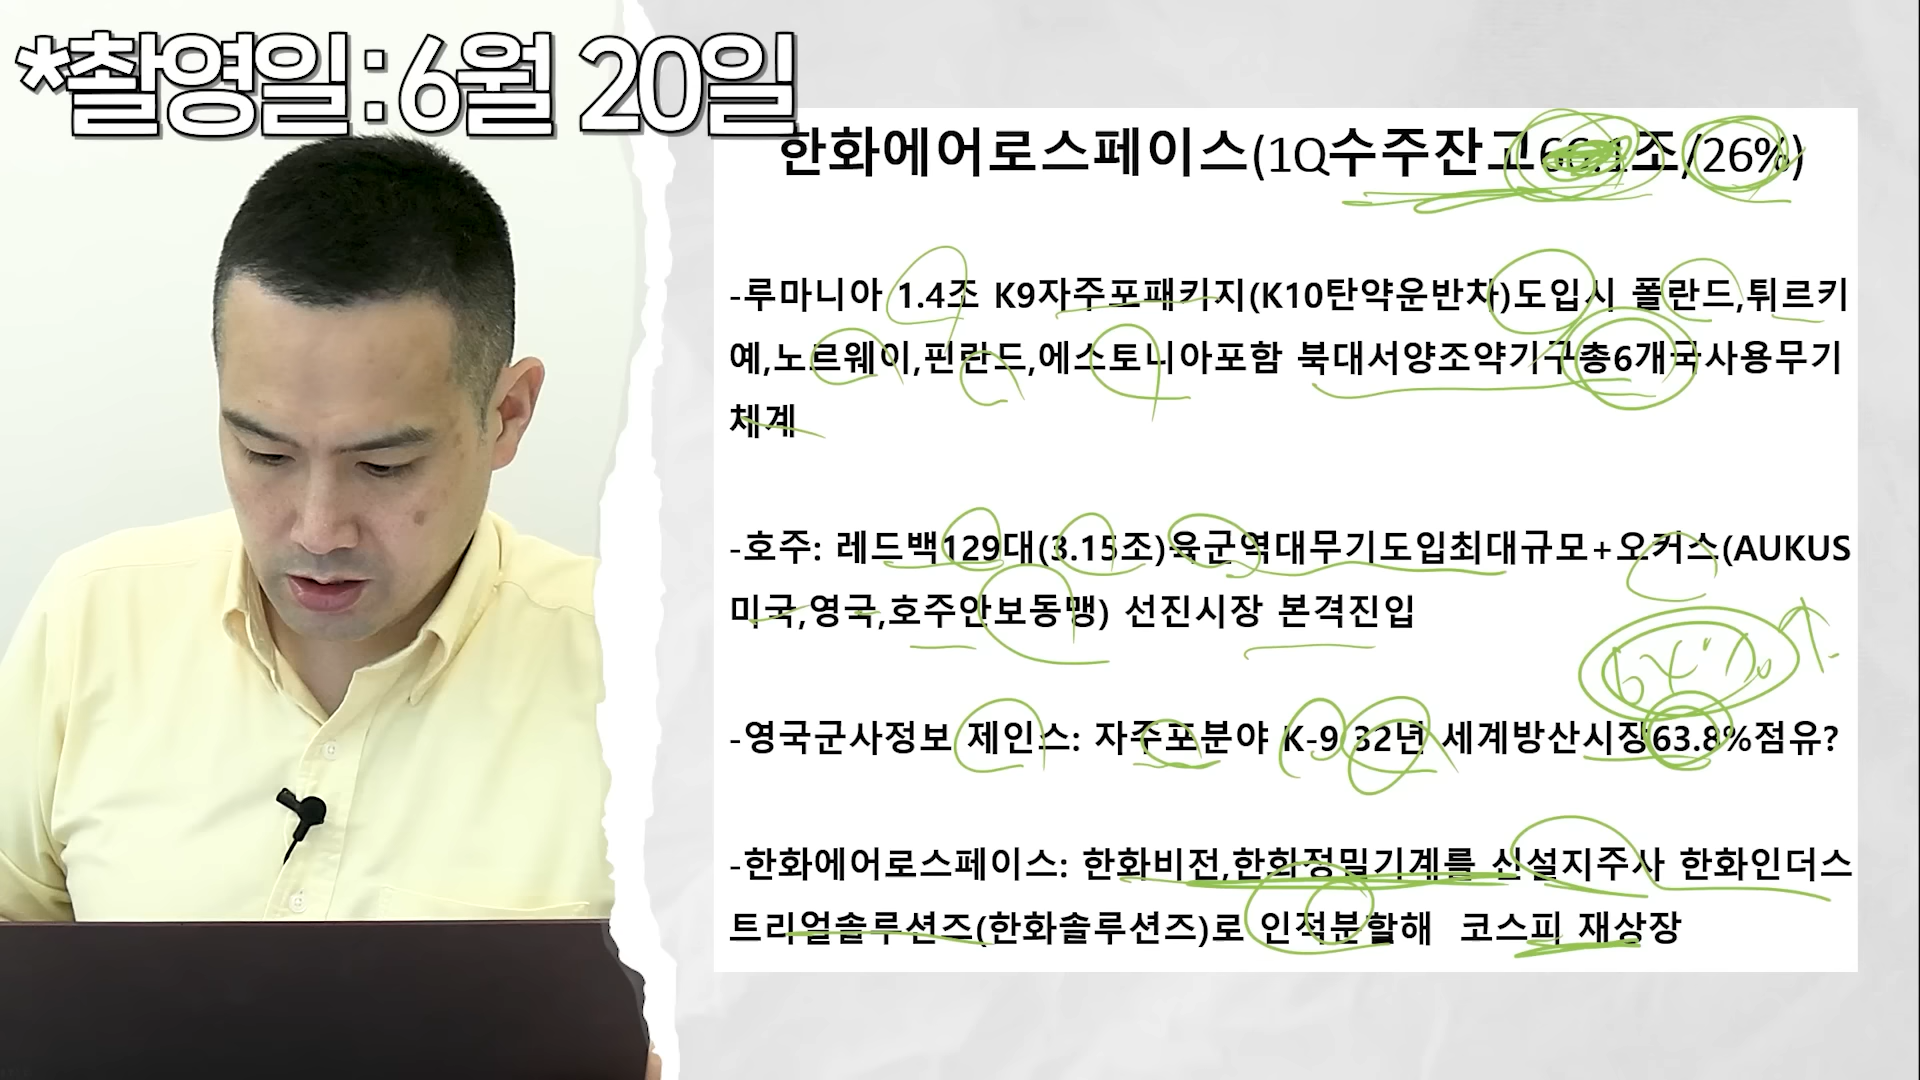 *촬영일 : 6월 20일
한화에어로스페이스(1Q수주잔고 조/26%)
-루마니아 1.4조 K9자주포패키지(K10탄약운반차)도입시 폴란드,튀르키
예,노르웨이,핀란드,에스토니아포함 북대서양조약기구총6개국사용무기
체계
-호주: 레드백129대(3.15조)육군역대무기도입최대규모+오커스(AUKUS
미국,영국,호주안보동맹) 선진시장 본격진입
64%
-영국군사정보 제인스: 자주포분야 K-9 32년 세계방산시장63.8%점유?
-한화에어로스페이스: 한화비전,한화정밀기계를 신설지주사 한화인더스
트리얼솔루션즈(한화솔루션즈)로 인적분할해 코스피 재상장